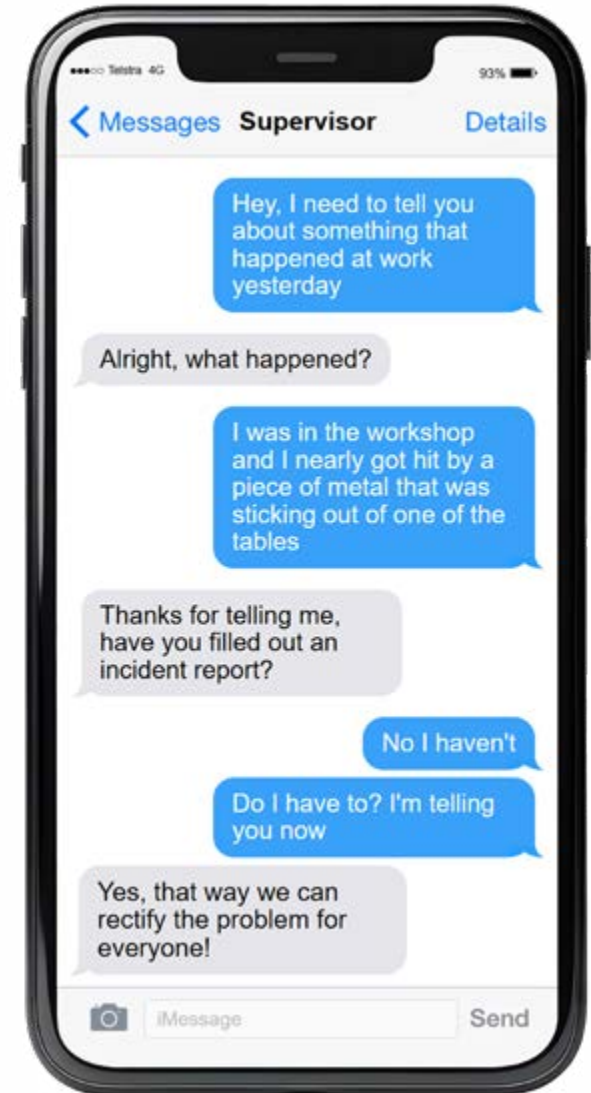 Telstra 4G
93%
Messages Supervisor Details
Hey, I need to tell you
about something that
happened at work
yesterday
Alright, what happened?
I was in the workshop
and I nearly got hit by a
piece of metal that was
sticking out of one of the
tables
Thanks for telling me,
have you filled out an
incident report?
No I haven't
Do I have to? I'm telling
you now
Yes, that way we can
rectify the problem for
everyone!
iMessage
Send